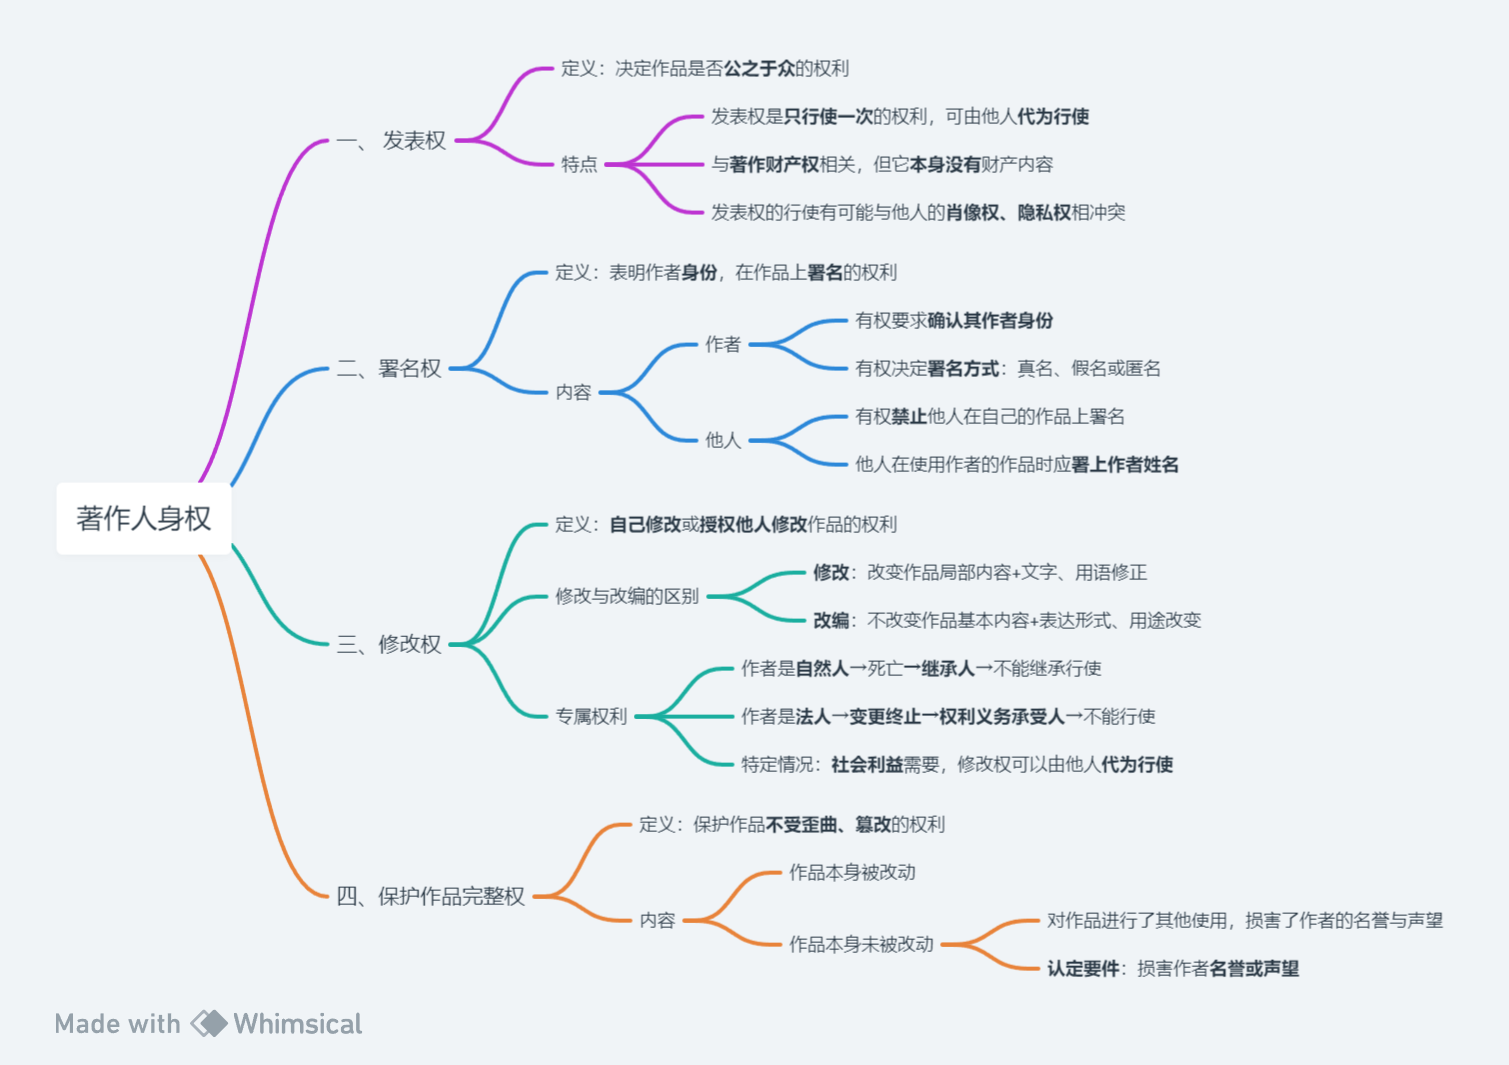 著作人身权
一、 发表权
定义：决定作品是否公之于众的权利
特点
发表权是只行使一次的权利，可由他人代为行使
与著作财产权相关，但它本身没有财产内容
发表权的行使有可能与他人的肖像权、隐私权相冲突
二、署名权
定义：表明作者身份，在作品上署名的权利
内容
作者
有权要求确认其作者身份
有权决定署名方式：真名、假名或匿名
他人
有权禁止他人在自己的作品上署名
他人在使用作者的作品时应署上作者姓名
三、修改权
定义：自己修改或授权他人修改作品的权利
修改与改编的区别
修改：改变作品局部内容+文字、用语修正
改编：不改变作品基本内容+表达形式、用途改变
专属权利
作者是自然人→死亡→继承人→不能继承行使
作者是法人→变更终止→权利义务承受人→不能行使
特定情况：社会利益需要，修改权可以由他人代为行使
四、保护作品完整权
定义：保护作品不受歪曲、篡改的权利
内容
作品本身被改动
作品本身未被改动
对作品进行了其他使用，损害了作者的名誉与声望
认定要件：损害作者名誉或声望
Made with Whimsical